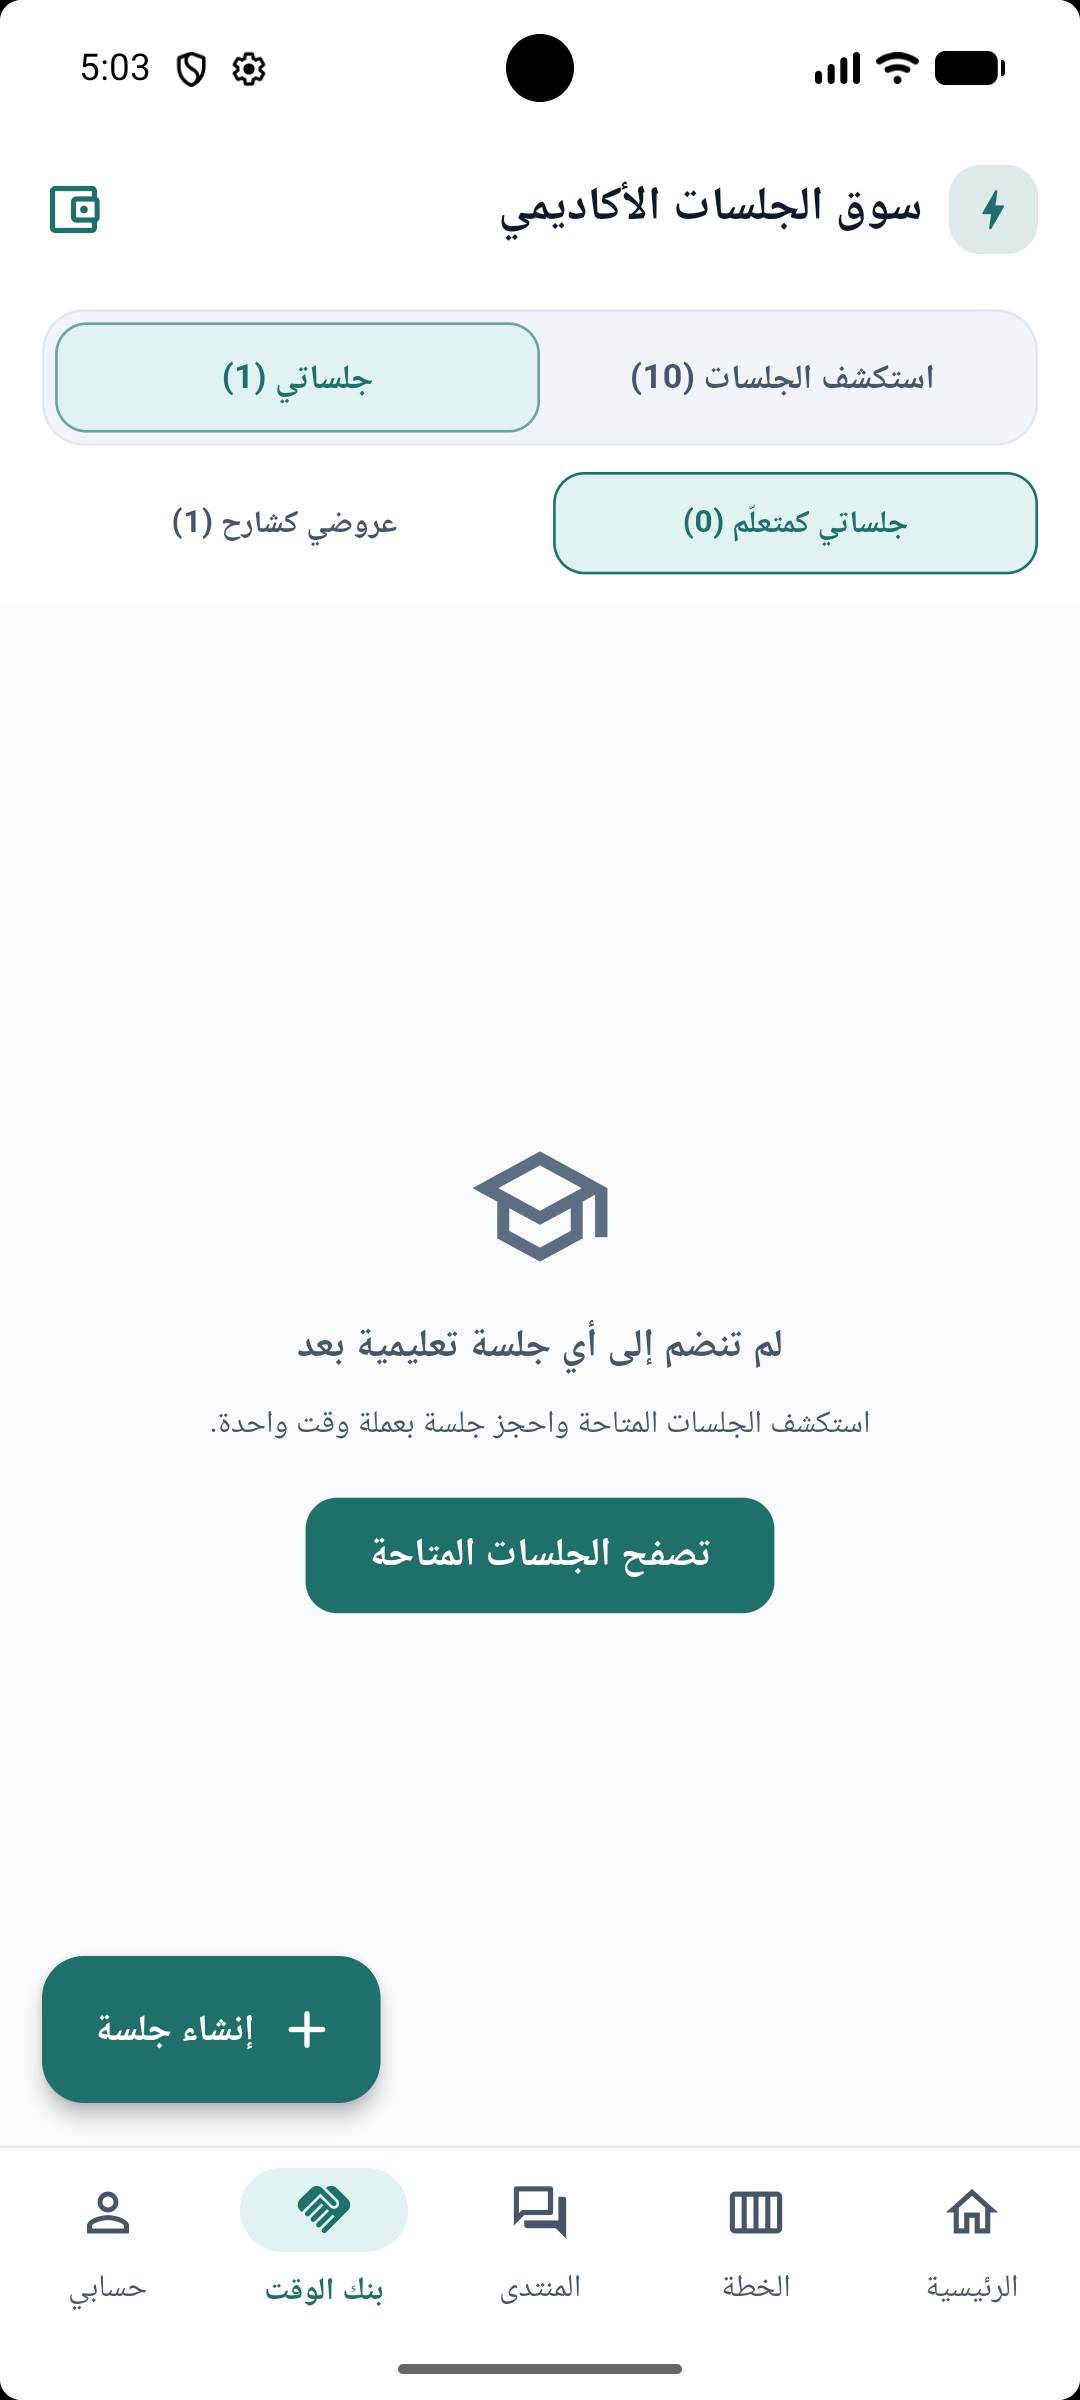 5:03
سوق الجلسات الأكاديمي
استكشف الجلسات (10)
جلساتي (1)
جلساتي كمتعلّم (0)
عروضي كشارح (1)
لم تنضم إلى أي جلسة تعليمية بعد
استكشف الجلسات المتاحة واحجز جلسة بعملة وقت واحدة.
تصفح الجلسات المتاحة
إنشاء جلسة
الرئيسية
الخطة
المنتدى
بنك الوقت
حسابي